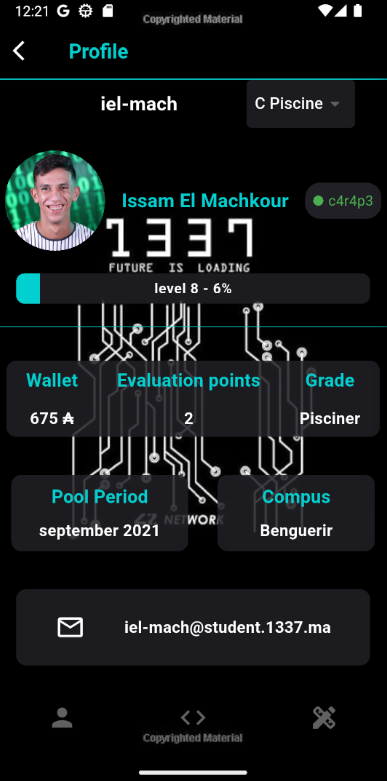 12:21
Copyrighted Material
Profile
iel-mach
C Piscine
Issam El Machkour
c4r4p3
1337
FUTURE IS LOADING
level 8 - 6%
Wallet Evaluation points Grade
675 ₳ 2 Pisciner
Pool Period Compus
september 2021 Benguerir
42 NETWORK
iel-mach@student.1337.ma
Copyrighted Material